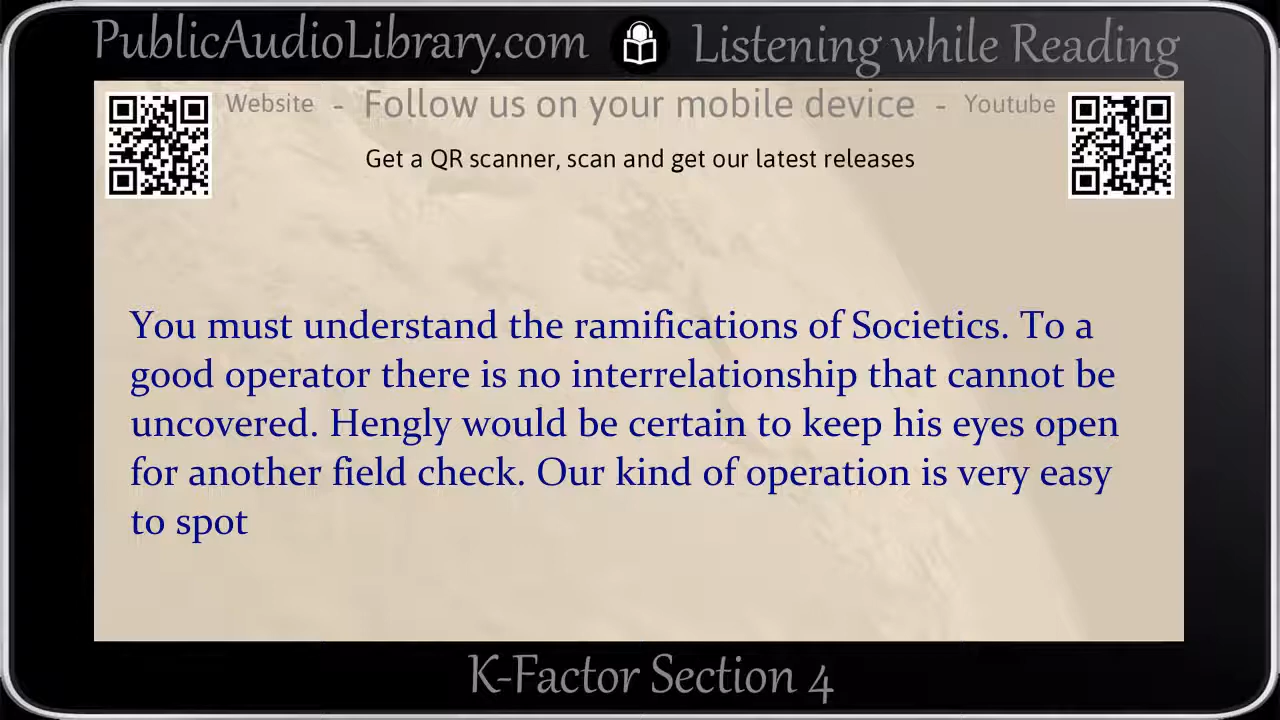 PublicAudioLibrary.com Listening while Reading
Website - Follow us on your mobile device - Youtube
Get a QR scanner, scan and get our latest releases
You must understand the ramifications of Societics. To a
good operator there is no interrelationship that cannot be
uncovered. Hengly would be certain to keep his eyes open
for another field check. Our kind of operation is very easy
to spot
K-Factor Section 4